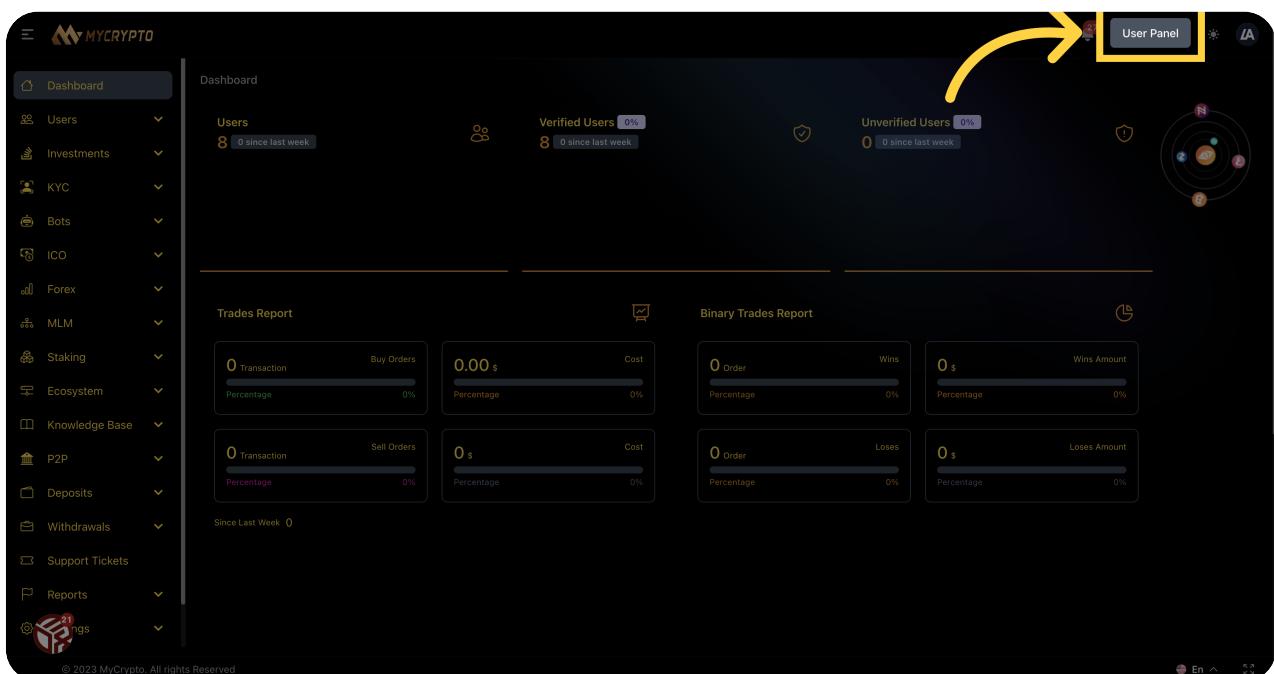 MYCRYPTO
27
User Panel
Dashboard
Users
Investments
KYC
Bots
ICO
Forex
MLM
Staking
Ecosystem
Knowledge Base
P2P
Deposits
Withdrawals
Support Tickets
Reports
21
ngs
Dashboard
Users
8 0 since last week
Verified Users 0%
8 0 since last week
Unverified Users 0%
0 0 since last week
Trades Report
0 Transaction Buy Orders
Percentage 0%
0.00 $ Cost
Percentage 0%
0 Transaction Sell Orders
Percentage 0%
0 $ Cost
Percentage 0%
Since Last Week 0
Binary Trades Report
0 Order Wins
Percentage 0%
0 $ Wins Amount
Percentage 0%
0 Order Loses
Percentage 0%
0 $ Loses Amount
Percentage 0%
© 2023 MyCrypto. All rights Reserved
En